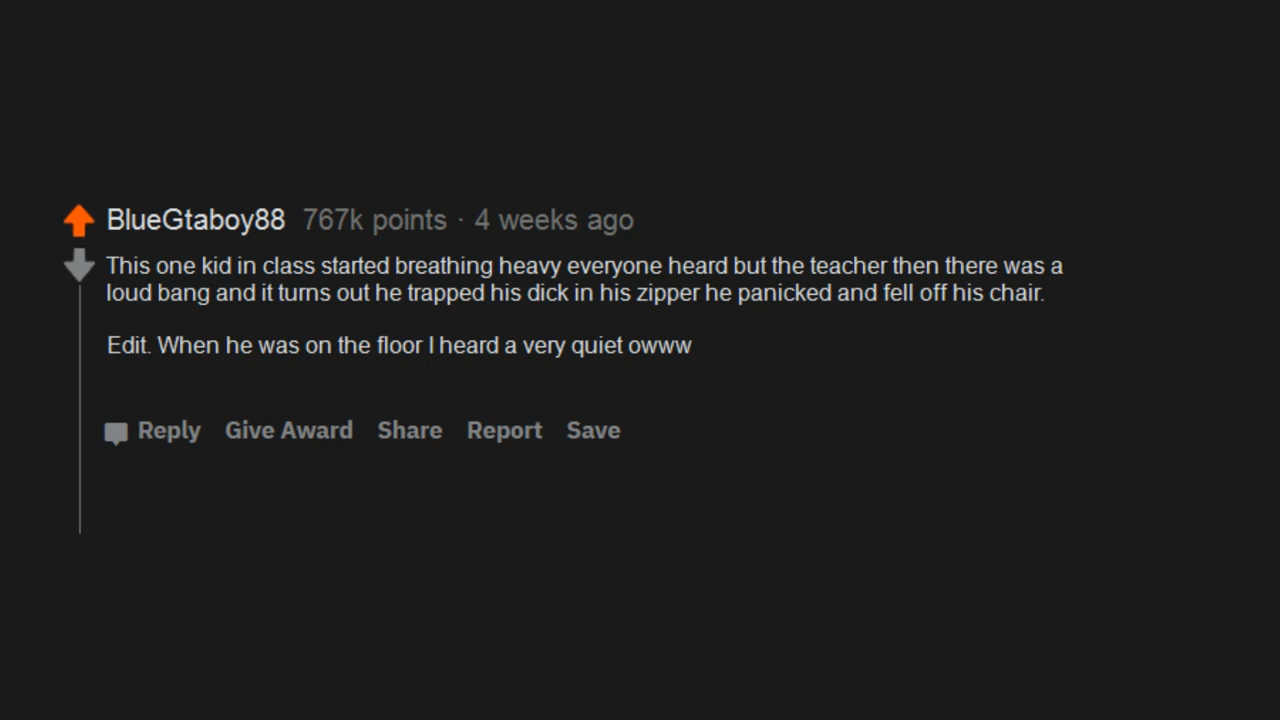 BlueGtaboy88 767k points · 4 weeks ago
This one kid in class started breathing heavy everyone heard but the teacher then there was a
loud bang and it turns out he trapped his dick in his zipper he panicked and fell off his chair.
Edit. When he was on the floor I heard a very quiet owww
Reply Give Award Share Report Save